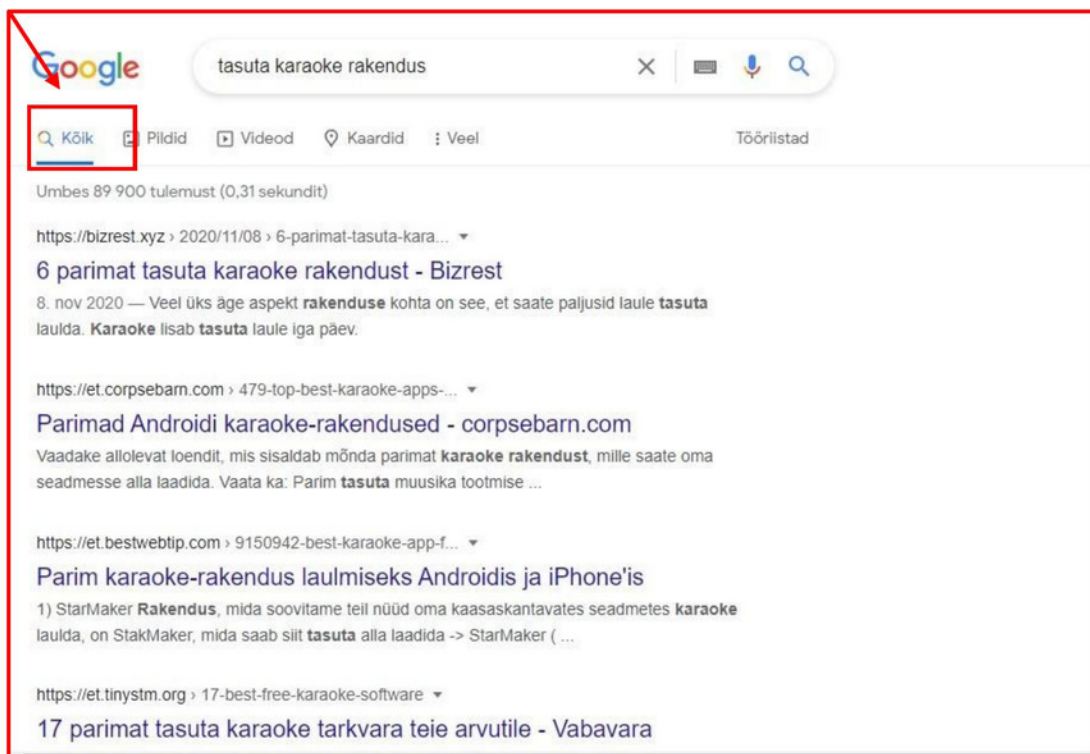 Google
tasuta karaoke rakendus
Kõik Pildid Videod Kaardid Veel Tööriistad
Umbes 89 900 tulemust (0,31 sekundit)
https://bizrest.xyz › 2020/11/08 › 6-parimat-tasuta-kara...
6 parimat tasuta karaoke rakendust - Bizrest
8. nov 2020 — Veel üks äge aspekt rakenduse kohta on see, et saate paljusid laule tasuta
laulda. Karaoke lisab tasuta laule iga päev.
https://et.corpsebarn.com › 479-top-best-karaoke-apps-...
Parimad Androidi karaoke-rakendused - corpsebarn.com
Vaadake allolevat loendit, mis sisaldab mõnda parimat karaoke rakendust, mille saate oma
seadmesse alla laadida. Vaata ka: Parim tasuta muusika tootmise ...
https://et.bestwebtip.com › 9150942-best-karaoke-app-f...
Parim karaoke-rakendus laulmiseks Androidis ja iPhone'is
1) StarMaker Rakendus, mida soovitame teil nüüd oma kaasaskantavates seadmetes karaoke
laulda, on StakMaker, mida saab siit tasuta alla laadida -> StarMaker ( ...
https://et.tinystm.org › 17-best-free-karaoke-software
17 parimat tasuta karaoke tarkvara teie arvutile - Vabavara